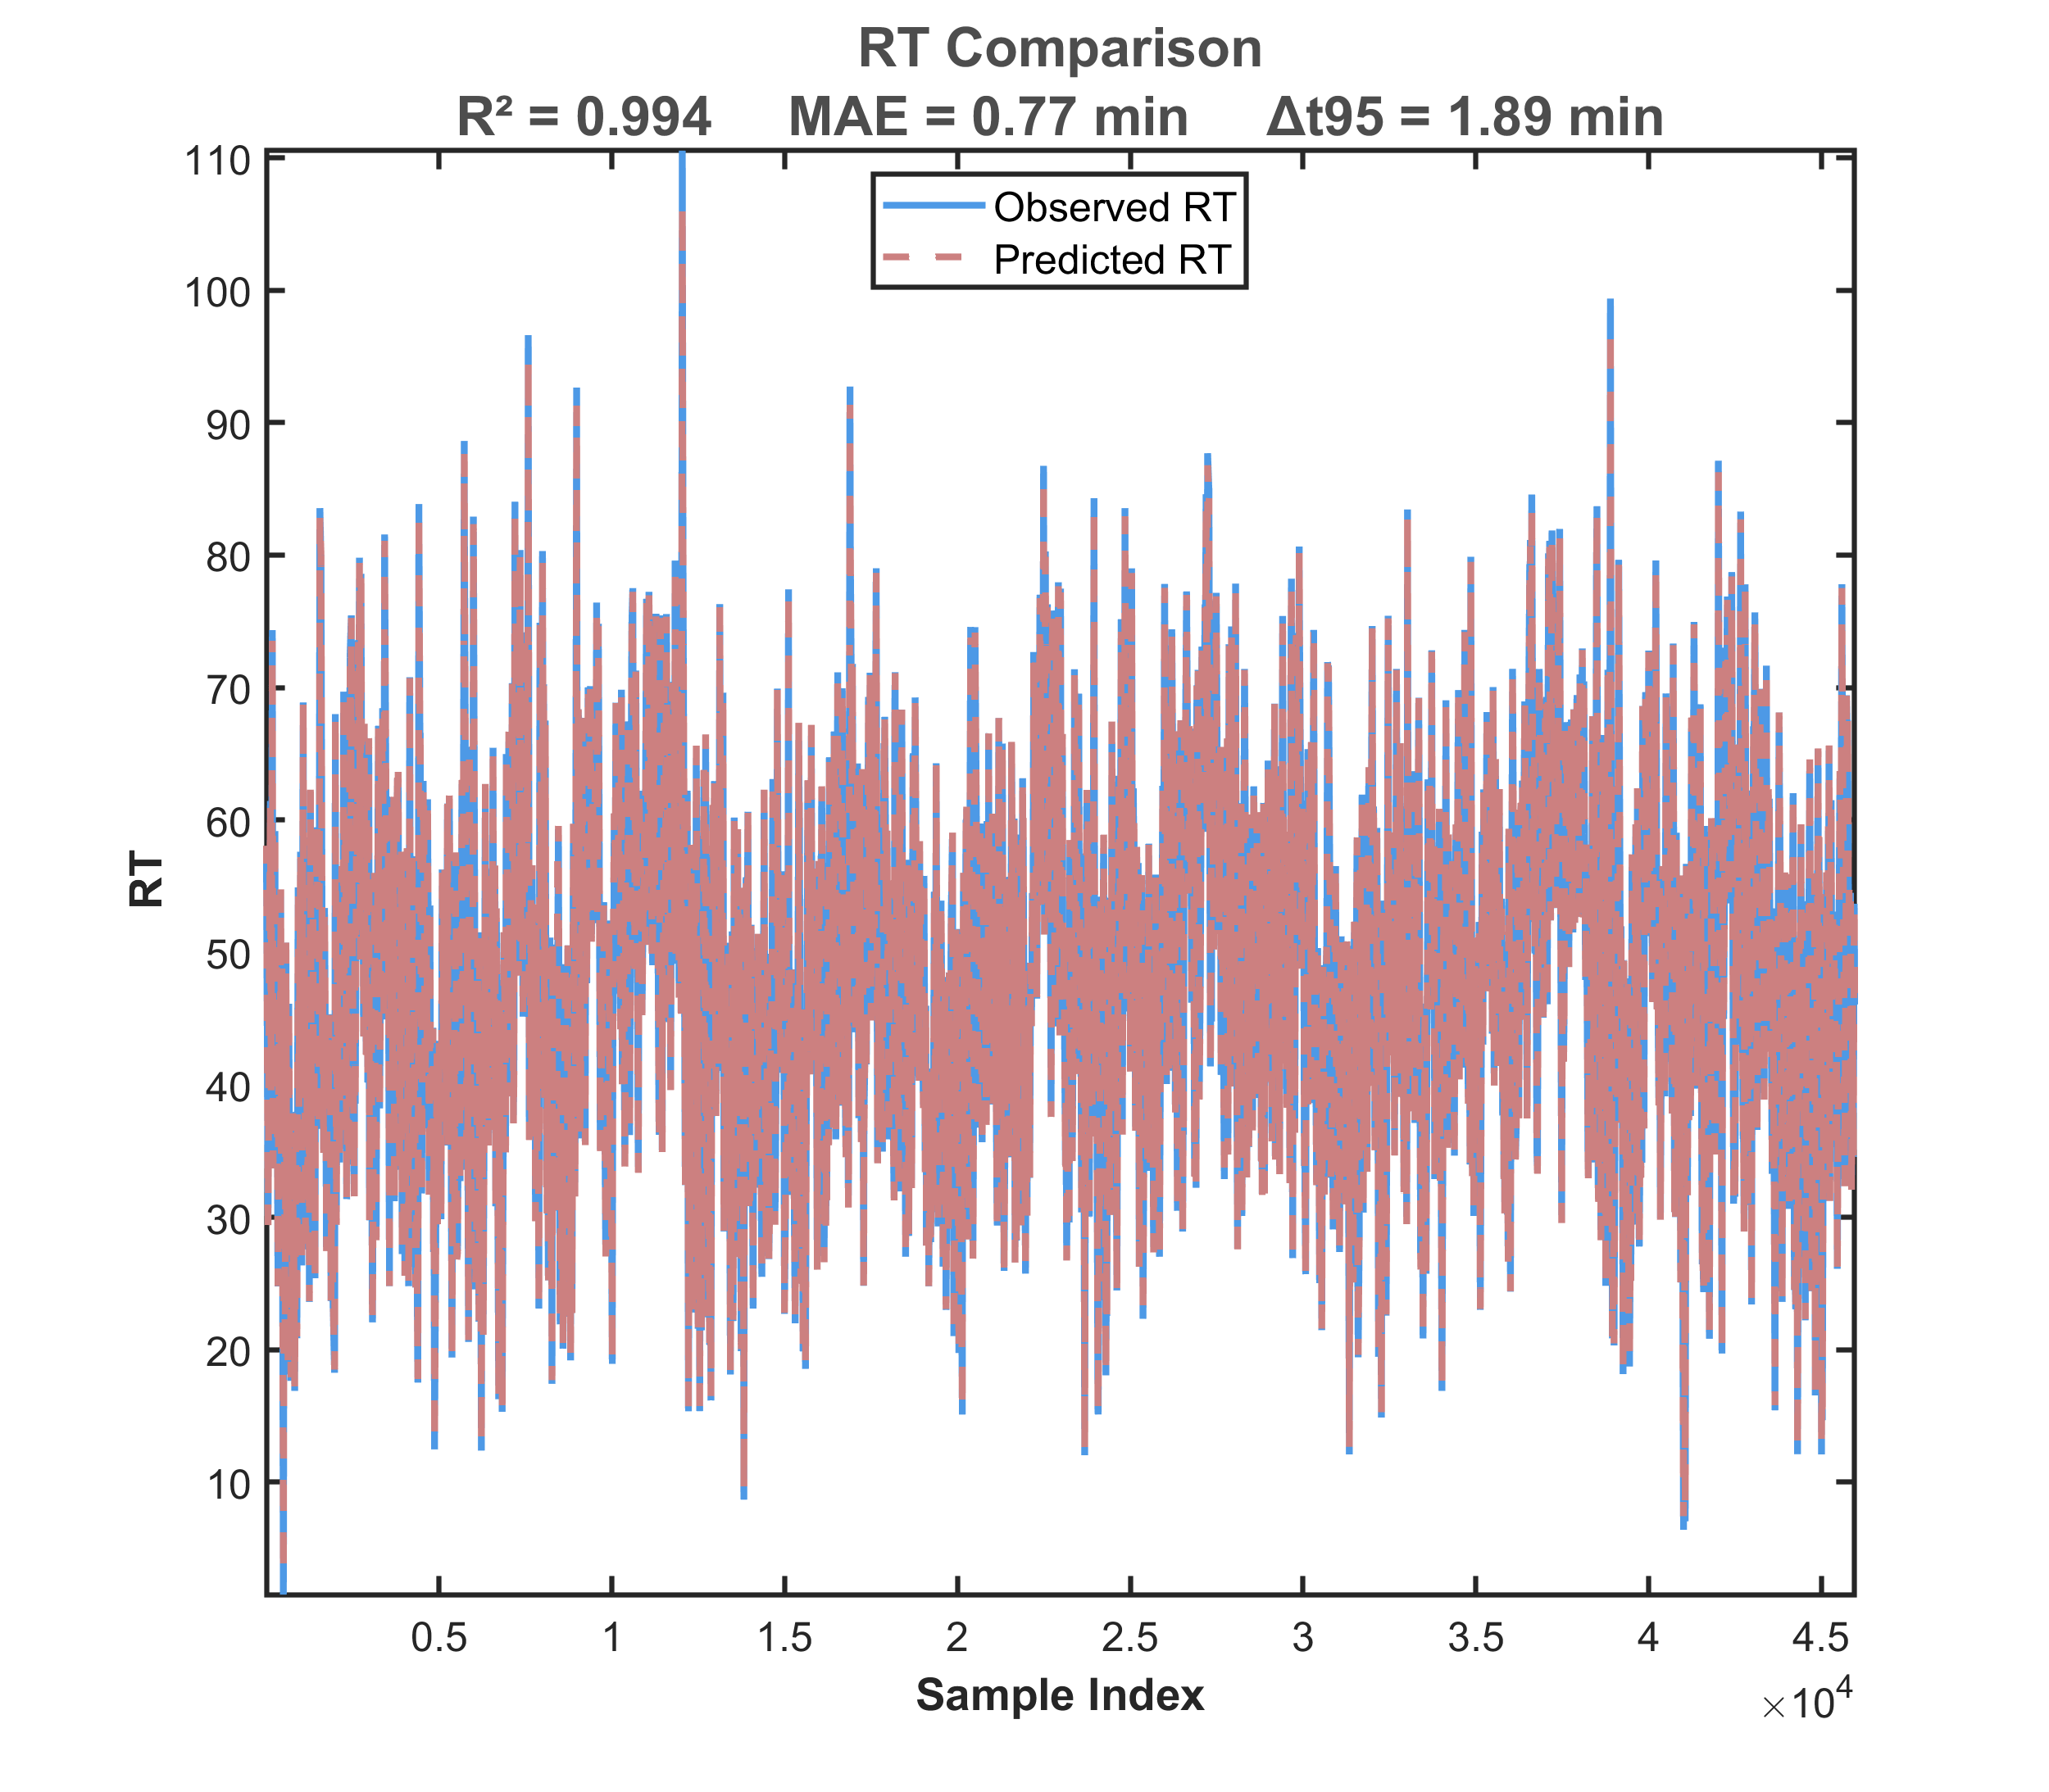 RT Comparison
R² = 0.994 MAE = 0.77 min Δt95 = 1.89 min
110
100
90
80
70
60
50
40
30
20
10
RT
Observed RT
Predicted RT
0.5 1 1.5 2 2.5 3 3.5 4 4.5
×10⁴
Sample Index